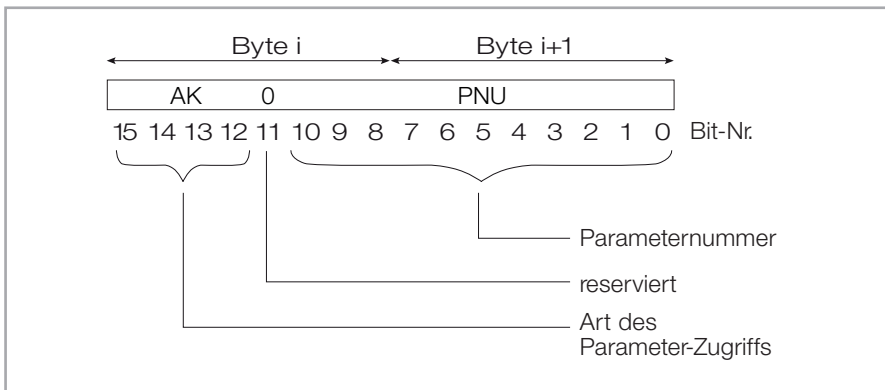 Byte i Byte i+1
AK 0 PNU
15 14 13 12 11 10 9 8 7 6 5 4 3 2 1 0 Bit-Nr.
Parameternummer
reserviert
Art des
Parameter-Zugriffs